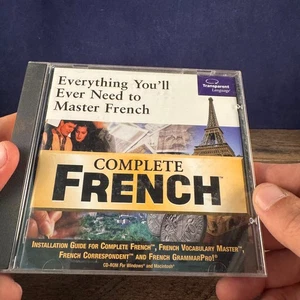 Everything You'll
Ever Need to
Master French
Transparent
Language®
COMPLETE
FRENCH™
INSTALLATION GUIDE FOR COMPLETE FRENCH™, FRENCH VOCABULARY MASTER™,
FRENCH CORRESPONDENT™ AND FRENCH GRAMMARPRO!®
CD-ROM For Windows® and Macintosh®